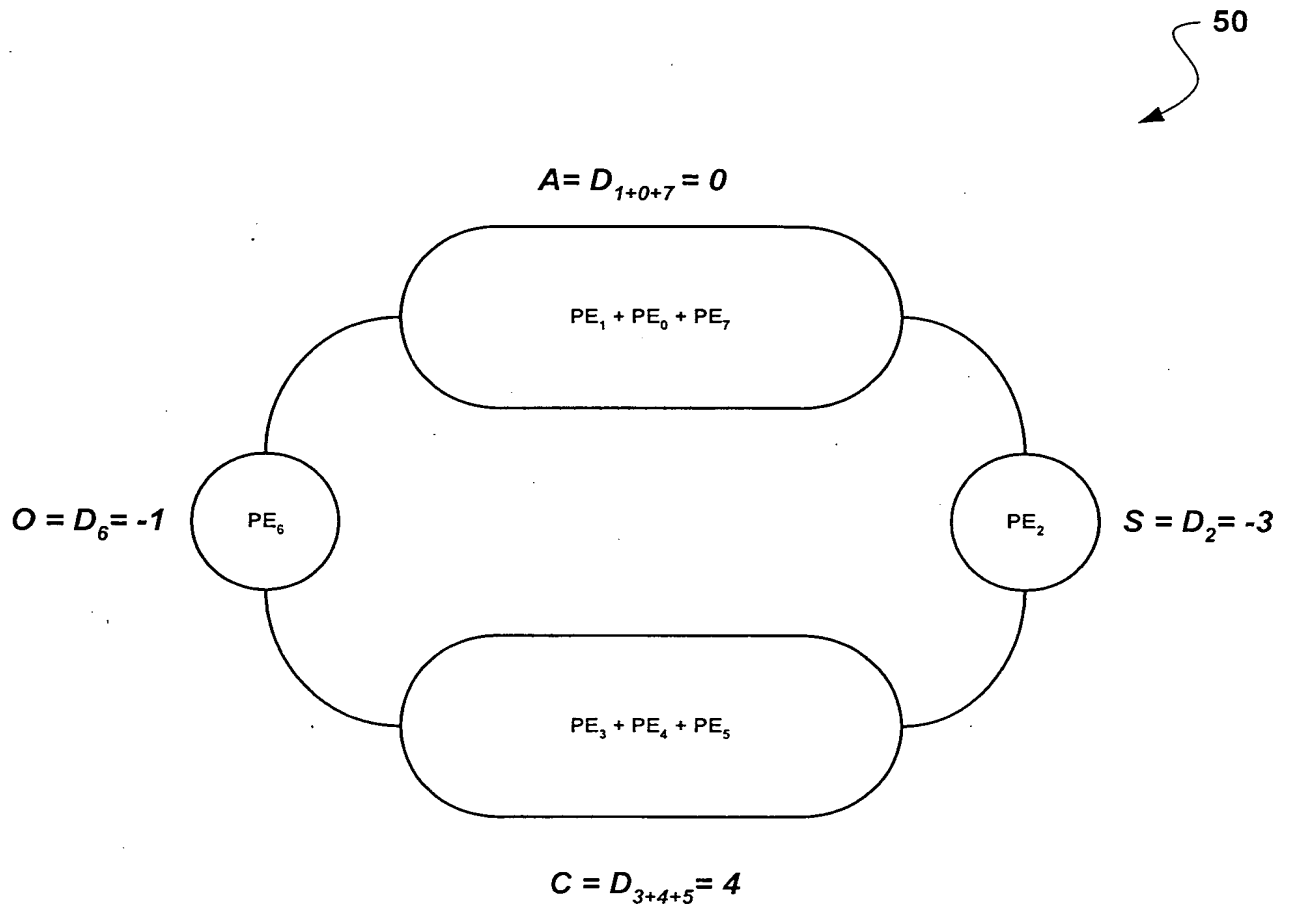 50
A= D₁₊₀₊₇ = 0
PE₁ + PE₀ + PE₇
O = D₆= -1
PE₆
PE₂
S = D₂= -3
PE₃ + PE₄ + PE₅
C = D₃₊₄₊₅= 4